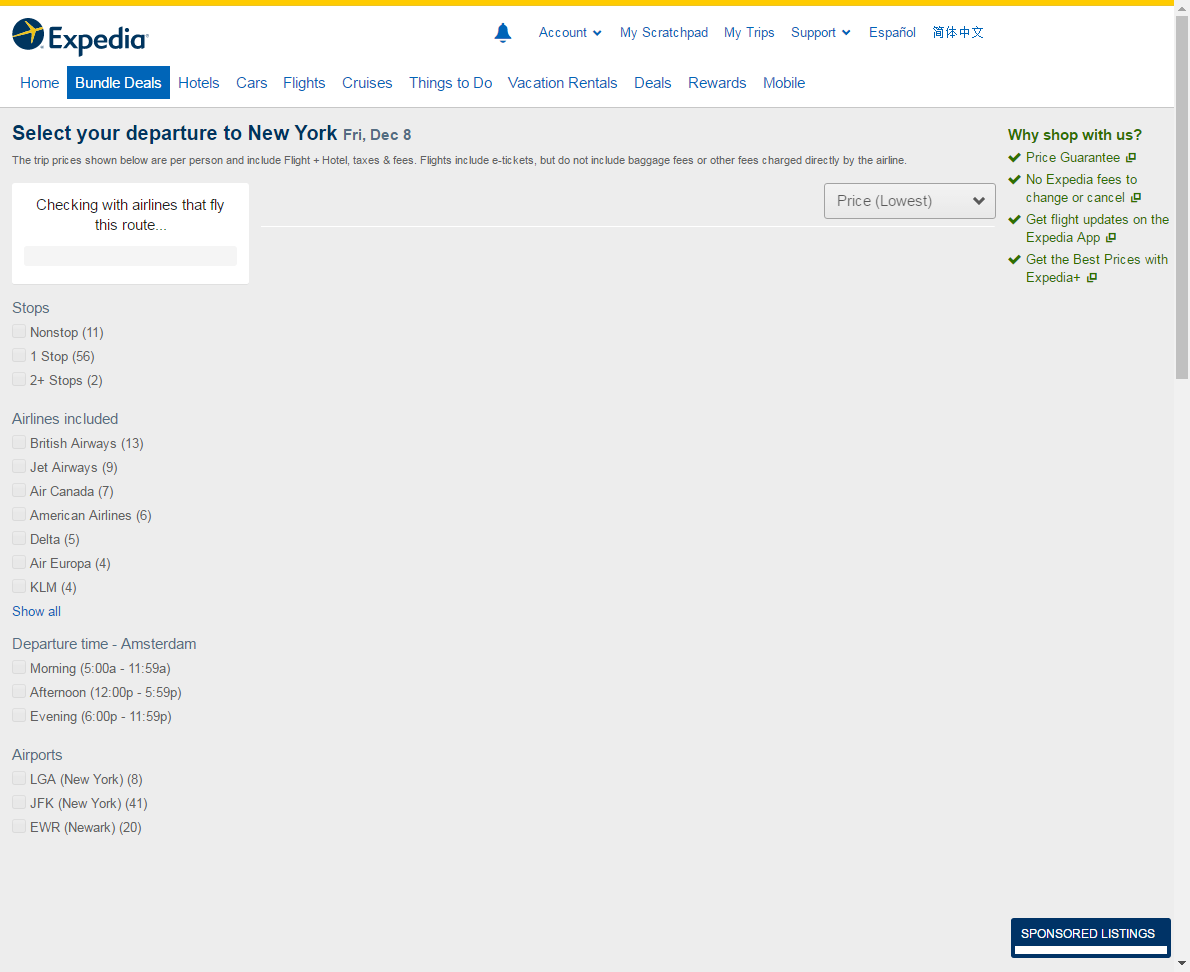 Expedia
Account
My Scratchpad
My Trips
Support
Español
简体中文
Home
Bundle Deals
Hotels
Cars
Flights
Cruises
Things to Do
Vacation Rentals
Deals
Rewards
Mobile
Select your departure to New York Fri, Dec 8
The trip prices shown below are per person and include Flight + Hotel, taxes & fees. Flights include e-tickets, but do not include baggage fees or other fees charged directly by the airline.
Checking with airlines that fly
this route...
Price (Lowest)
Stops
Nonstop (11)
1 Stop (56)
2+ Stops (2)
Airlines included
British Airways (13)
Jet Airways (9)
Air Canada (7)
American Airlines (6)
Delta (5)
Air Europa (4)
KLM (4)
Show all
Departure time - Amsterdam
Morning (5:00a - 11:59a)
Afternoon (12:00p - 5:59p)
Evening (6:00p - 11:59p)
Airports
LGA (New York) (8)
JFK (New York) (41)
EWR (Newark) (20)
Why shop with us?
Price Guarantee
No Expedia fees to
change or cancel
Get flight updates on the
Expedia App
Get the Best Prices with
Expedia+
SPONSORED LISTINGS